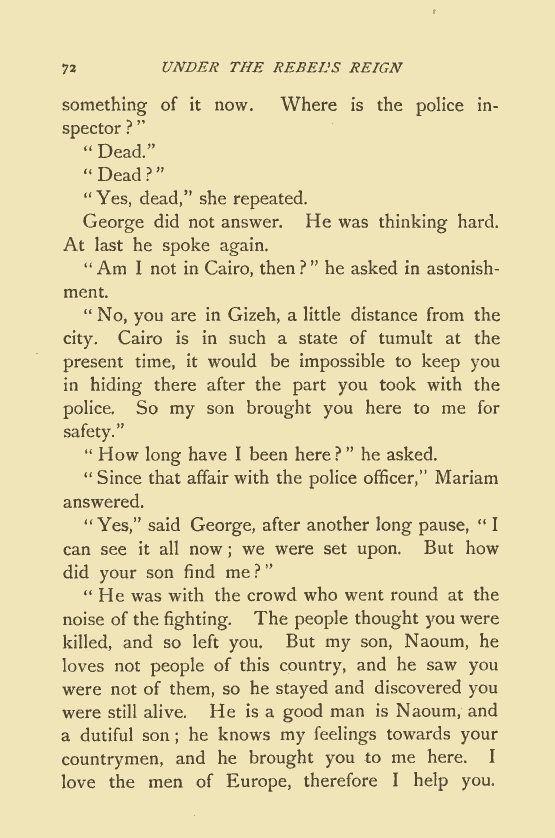 72 UNDER THE REBEL'S REIGN
something of it now. Where is the police in-
spector?"
"Dead."
"Dead?"
"Yes, dead," she repeated.
George did not answer. He was thinking hard.
At last he spoke again.
"Am I not in Cairo, then?" he asked in astonish-
ment.
"No, you are in Gizeh, a little distance from the
city. Cairo is in such a state of tumult at the
present time, it would be impossible to keep you
in hiding there after the part you took with the
police. So my son brought you here to me for
safety."
"How long have I been here?" he asked.
"Since that affair with the police officer," Mariam
answered.
"Yes," said George, after another long pause, "I
can see it all now; we were set upon. But how
did your son find me?"
"He was with the crowd who went round at the
noise of the fighting. The people thought you were
killed, and so left you. But my son, Naoum, he
loves not people of this country, and he saw you
were not of them, so he stayed and discovered you
were still alive. He is a good man is Naoum, and
a dutiful son; he knows my feelings towards your
countrymen, and he brought you to me here. I
love the men of Europe, therefore I help you.